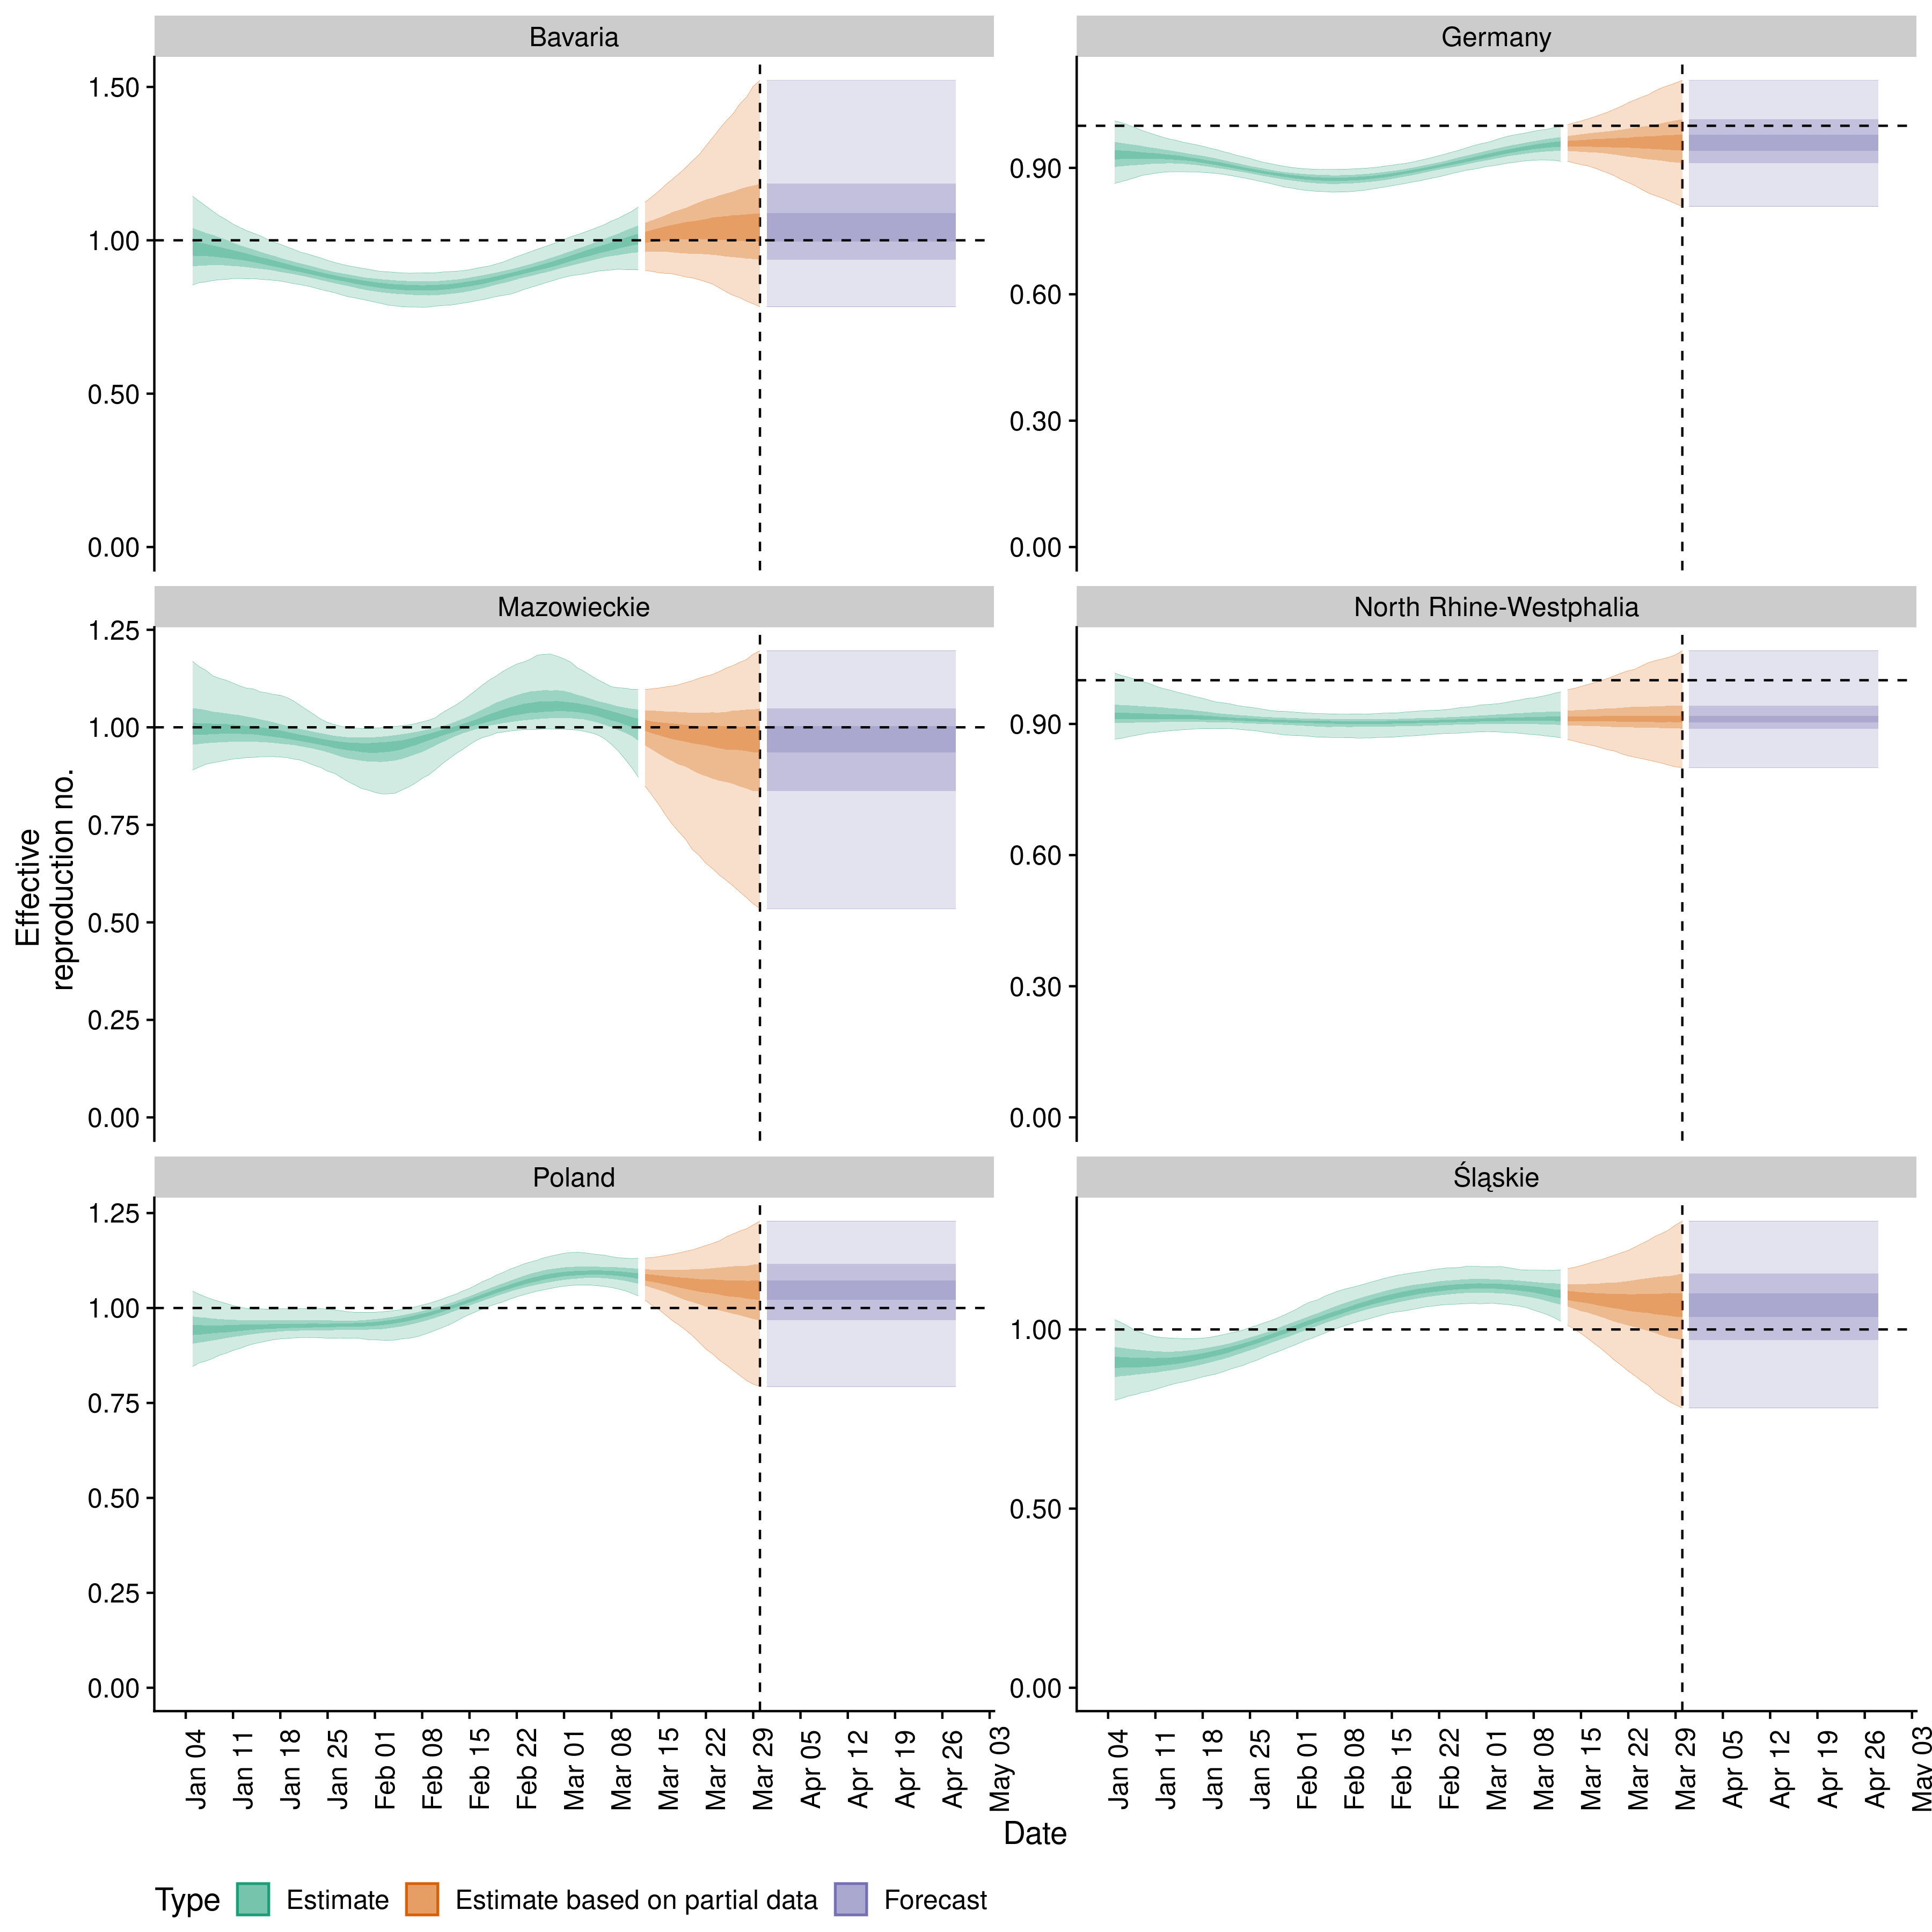 Bavaria
Germany
1.50
1.00
0.50
0.00
0.90
0.60
0.30
0.00
Mazowieckie
North Rhine-Westphalia
1.25
1.00
0.75
0.50
0.25
0.00
0.90
0.60
0.30
0.00
Effective
reproduction no.
Poland
Śląskie
1.25
1.00
0.75
0.50
0.25
0.00
1.00
0.50
0.00
Jan 04
Jan 11
Jan 18
Jan 25
Feb 01
Feb 08
Feb 15
Feb 22
Mar 01
Mar 08
Mar 15
Mar 22
Mar 29
Apr 05
Apr 12
Apr 19
Apr 26
May 03
Jan 04
Jan 11
Jan 18
Jan 25
Feb 01
Feb 08
Feb 15
Feb 22
Mar 01
Mar 08
Mar 15
Mar 22
Mar 29
Apr 05
Apr 12
Apr 19
Apr 26
May 03
Date
Type Estimate Estimate based on partial data Forecast